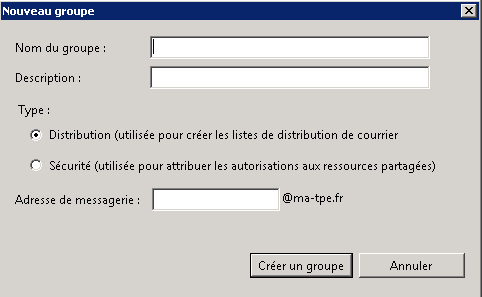 Nouveau groupe
Nom du groupe :
Description :
Type :
Distribution (utilisée pour créer les listes de distribution de courrier
Sécurité (utilisée pour attribuer les autorisations aux ressources partagées)
Adresse de messagerie : @ma-tpe.fr
Créer un groupe Annuler